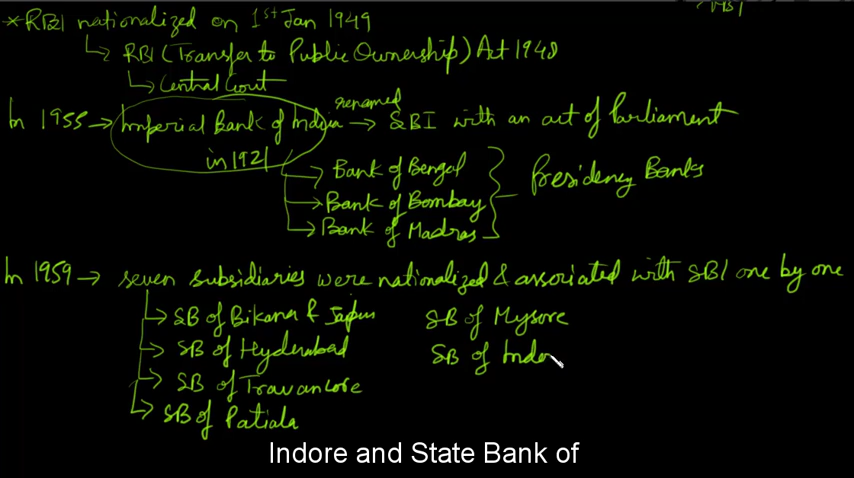 *RBI nationalized on 1st Jan 1949
RBI (Transfer to Public Ownership) Act 1948
Central Govt
In 1955 → Imperial Bank of India renamed → SBI with an act of Parliament
in 1921
Bank of Bengal
Bank of Bombay
Bank of Madras
Presidency Banks
In 1959 → seven subsidiaries were nationalized & associated with SBI one by one
SB of Bikaner & Jaipur
SB of Hyderabad
SB of Travancore
SB of Patiala
SB of Mysore
SB of Indo
Indore and State Bank of